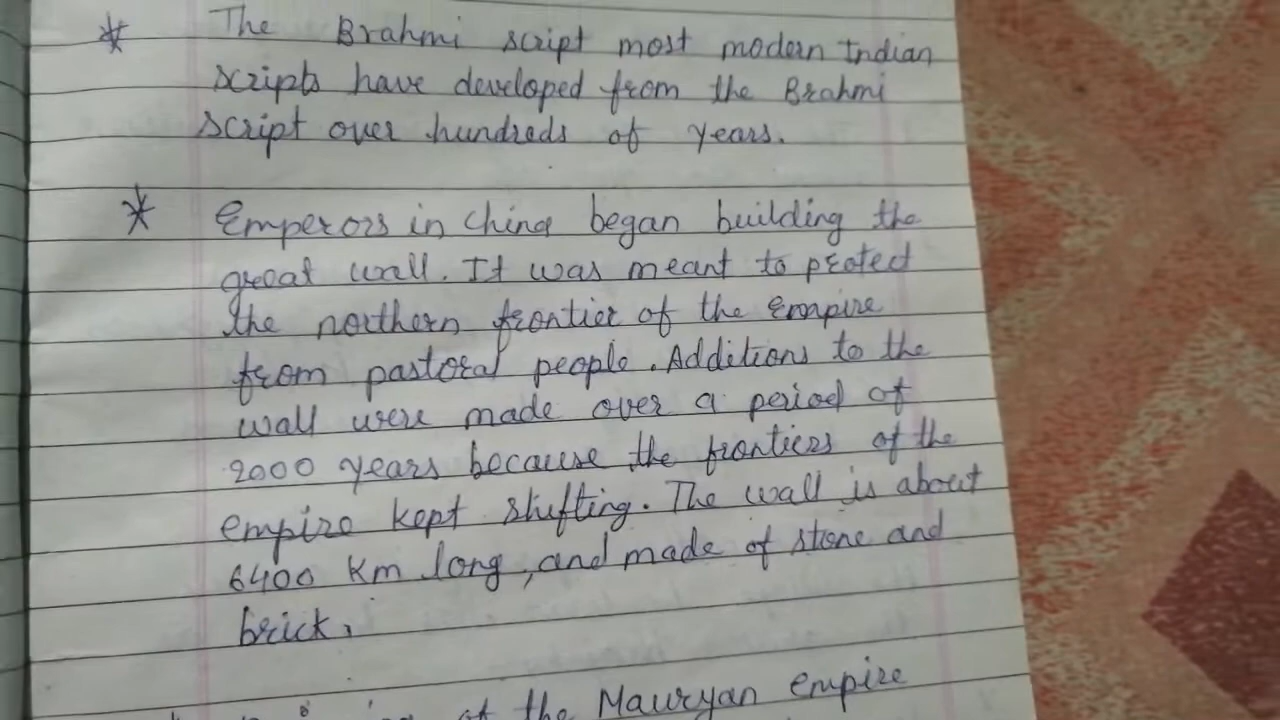 * The Brahmi script most modern Indian
scripts have developed from the Brahmi
script over hundreds of years.
* Emperors in China began building the
great wall. It was meant to protect
the northern frontier of the Empire
from pastoral people. Additions to the
wall were made over a period of
2000 years because the frontiers of the
empire kept shifting. The wall is about
6400 Km long, and made of stone and
brick.
of the Mauryan empire